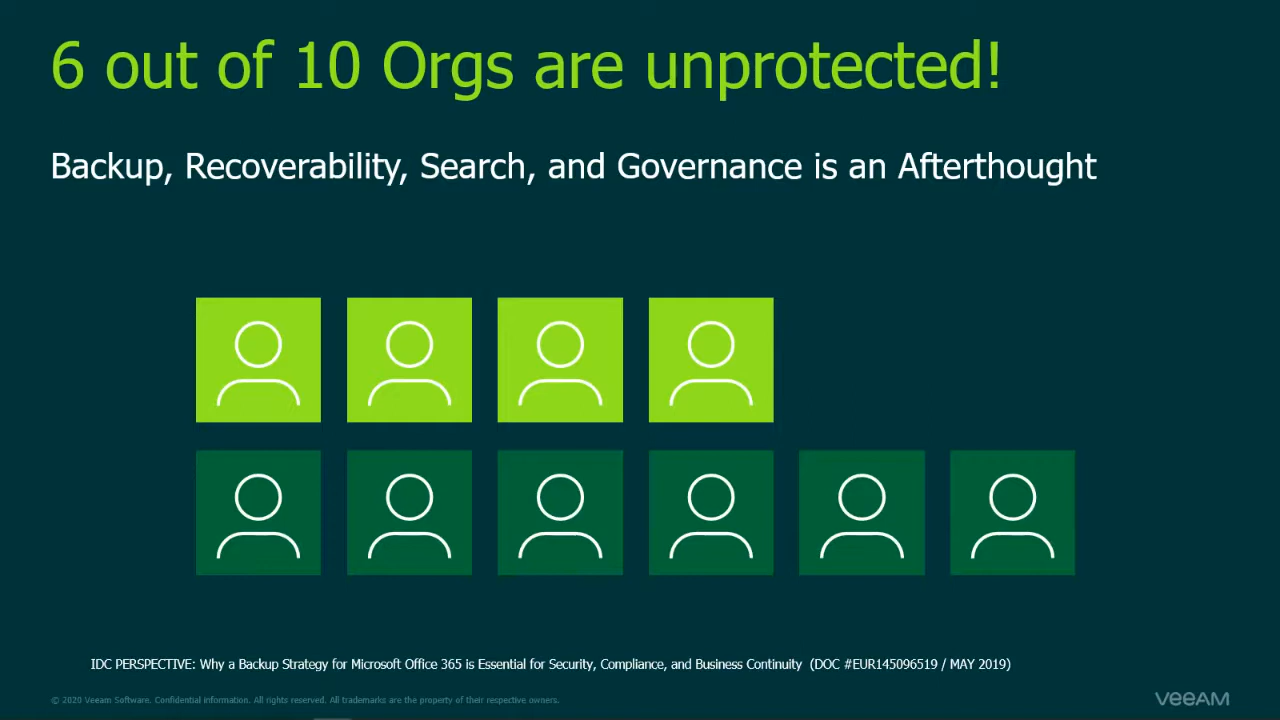 6 out of 10 Orgs are unprotected!
Backup, Recoverability, Search, and Governance is an Afterthought
IDC PERSPECTIVE: Why a Backup Strategy for Microsoft Office 365 is Essential for Security, Compliance, and Business Continuity (DOC #EUR145096519 / MAY 2019)
© 2020 Veeam Software. Confidential information. All rights reserved. All trademarks are the property of their respective owners.
VEEAM